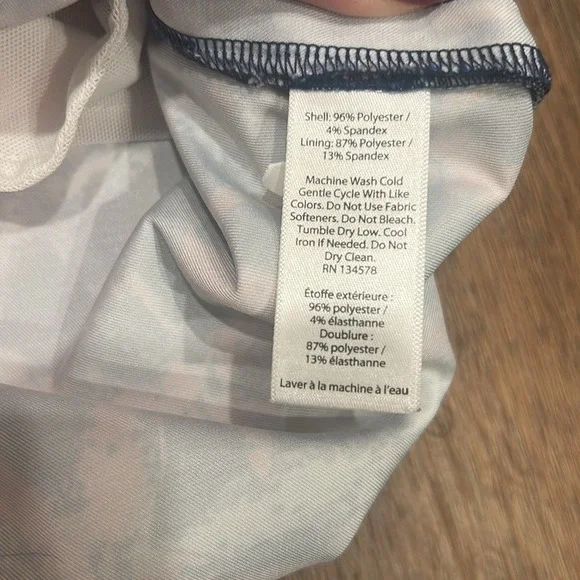 Shell: 96% Polyester /
4% Spandex
Lining: 87% Polyester /
13% Spandex
Machine Wash Cold
Gentle Cycle With Like
Colors. Do Not Use Fabric
Softeners. Do Not Bleach.
Tumble Dry Low. Cool
Iron If Needed. Do Not
Dry Clean.
RN 134578
Étoffe extérieure :
96% polyester /
4% élasthanne
Doublure :
87% polyester /
13% élasthanne
Laver à la machine à l'eau